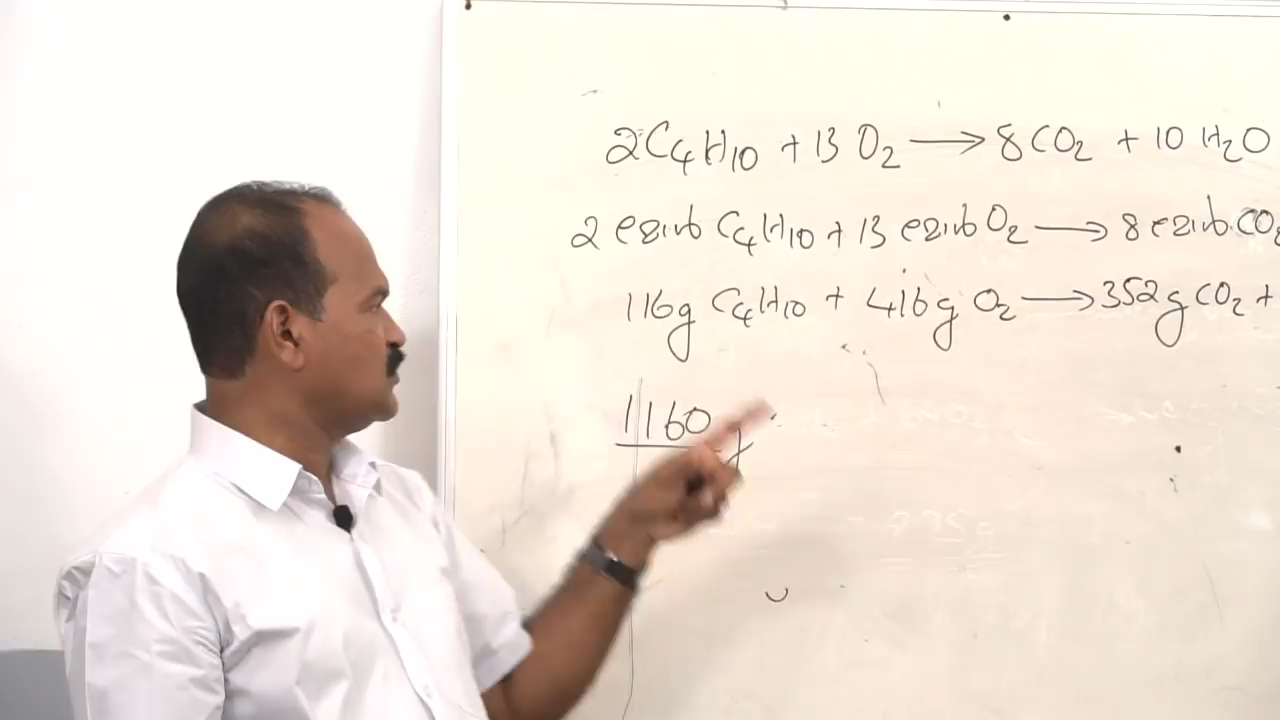 2C₄H₁₀ + 13 O₂ ⟶ 8CO₂ + 10 H₂O
2 മോൾ C₄H₁₀ + 13 മോൾ O₂ ⟶ 8 മോൾ CO₂
116g C₄H₁₀ + 416g O₂ ⟶ 352g CO₂ +
1160 +